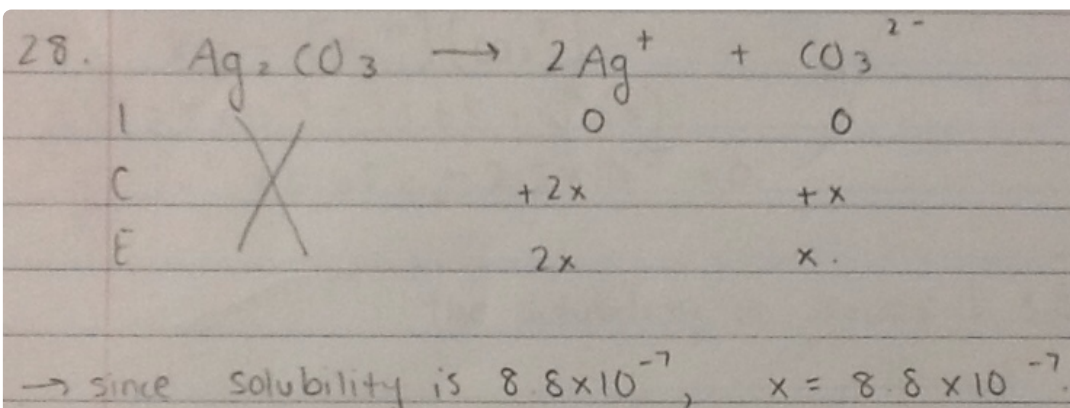 28. Ag₂CO₃ → 2Ag⁺ + CO₃²⁻
I 0 0
C +2x +x
E 2x x.
→ since solubility is 8.8×10⁻⁷, x = 8.8 × 10⁻⁷.